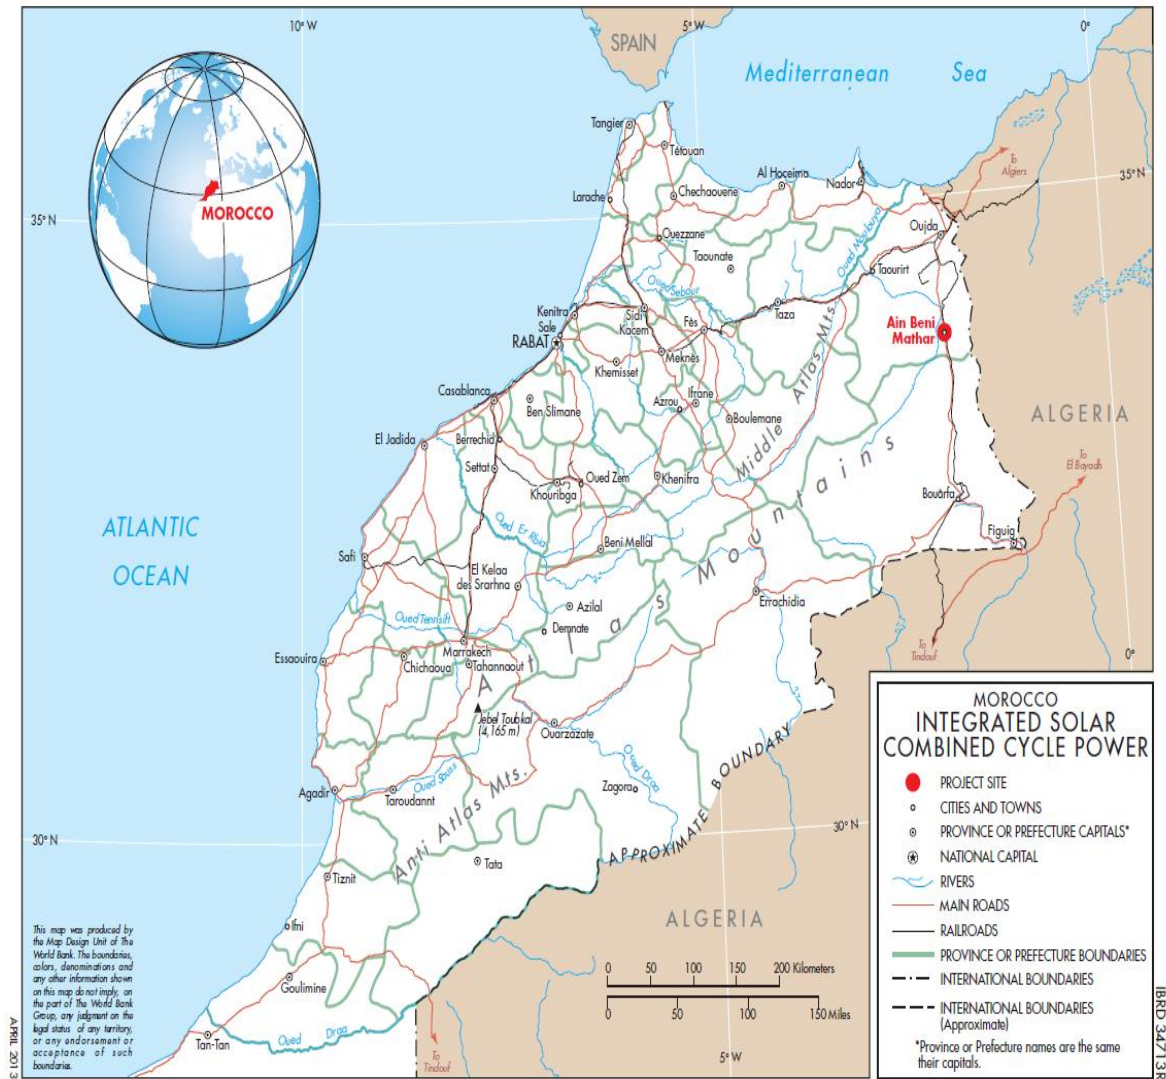 10° W
5° W
0°
SPAIN
Mediterranean Sea
Tangier
Tétouan
To
Algiers
35° N
Al Hoceima
Nador
Larache
Chechaouene
MOROCCO
35° N
Ouezzane
Oued Moulouya
Oujda
Taounate
Taourirt
Oued Sebour
Kenitra
Sale
RABAT
Sidi
Kacem
Fès
Taza
Ain Beni
Mathar
Meknès
Khemisset
Casablanca
Ben Slimane
Azrou
Ifrane
Boulemane
Middle Atlas Mts.
ALGERIA
El Jadida
Berrechid
Settat
Oued Zem
Khenifra
To
El Bayadh
Khouribga
Bouârfa
ATLANTIC
OCEAN
Oued Er Rbia
Figuig
Safi
Beni Mellal
El Kelaa
des Srarhna
Atlas Mountains
Azilal
Errachidia
Oued Tennsift
Demnate
Marrakech
Essaouira
Chichaoua
Tahannaout
To
Tindouf
0°
Jebel Toubkal
(4,165 m)
Ouarzazate
Oued Draa
Zagora
Agadir
Taroudannt
Oued Souss
Anti Atlas Mts.
APPROXIMATE BOUNDARY
30° N
30° N
Tata
Tiznit
ALGERIA
Ifni
Goulimine
Tan-Tan
Oued Draa
To
Tindouf
5° W
0 50 100 150 200 Kilometers
0 50 100 150 Miles
MOROCCO
INTEGRATED SOLAR
COMBINED CYCLE POWER
PROJECT SITE
CITIES AND TOWNS
PROVINCE OR PREFECTURE CAPITALS*
NATIONAL CAPITAL
RIVERS
MAIN ROADS
RAILROADS
PROVINCE OR PREFECTURE BOUNDARIES
INTERNATIONAL BOUNDARIES
INTERNATIONAL BOUNDARIES
(Approximate)
*Province or Prefecture names are the same
their capitals.
This map was produced by
the Map Design Unit of The
World Bank. The boundaries,
colors, denominations and
any other information shown
on this map do not imply, on
the part of The World Bank
Group, any judgment on the
legal status of any territory,
or any endorsement or
acceptance of such
boundaries.
APRIL 2013
IBRD 34713R